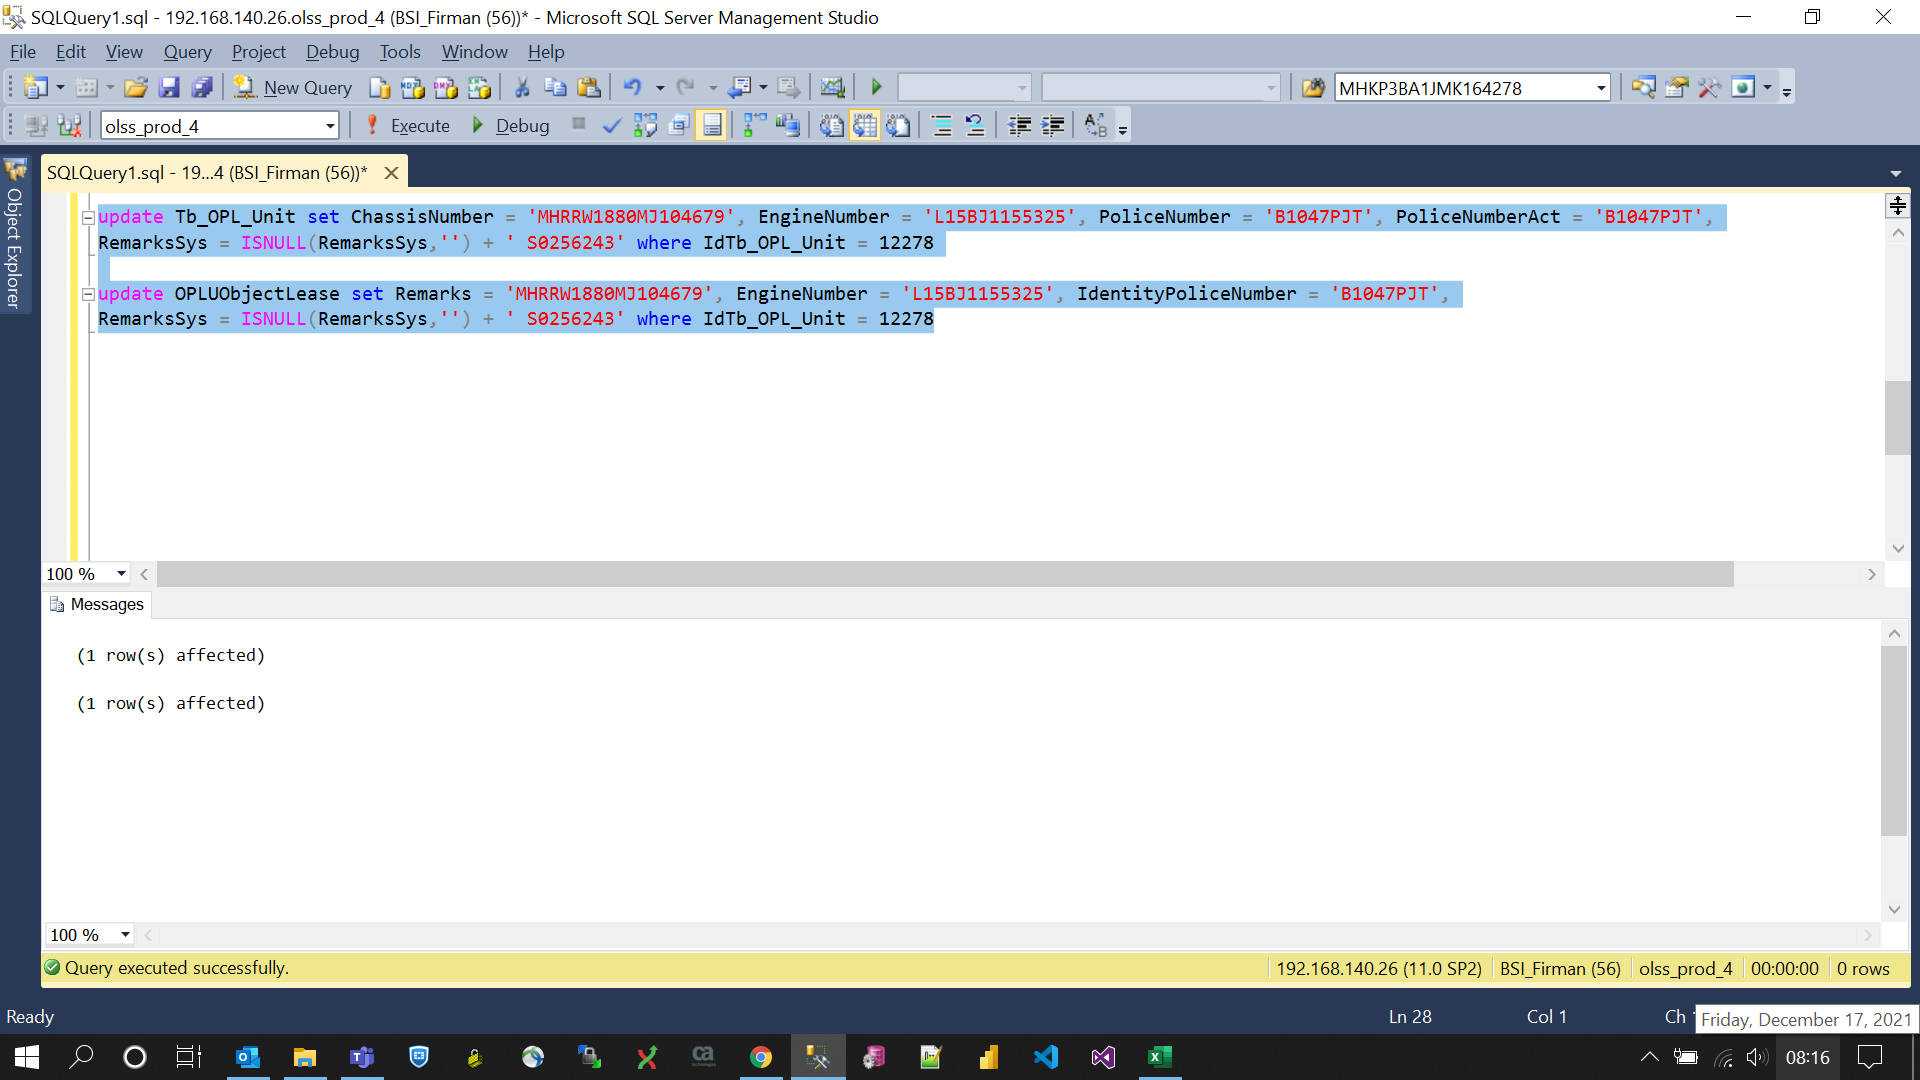 SQLQuery1.sql - 192.168.140.26.olss_prod_4 (BSI_Firman (56))* - Microsoft SQL Server Management Studio
File Edit View Query Project Debug Tools Window Help
New Query MHKP3BA1JMK164278
olss_prod_4 Execute Debug
Object Explorer
SQLQuery1.sql - 19...4 (BSI_Firman (56))*
update Tb_OPL_Unit set ChassisNumber = 'MHRRW1880MJ104679', EngineNumber = 'L15BJ1155325', PoliceNumber = 'B1047PJT', PoliceNumberAct = 'B1047PJT',
RemarksSys = ISNULL(RemarksSys,'') + ' S0256243' where IdTb_OPL_Unit = 12278
update OPLUObjectLease set Remarks = 'MHRRW1880MJ104679', EngineNumber = 'L15BJ1155325', IdentityPoliceNumber = 'B1047PJT',
RemarksSys = ISNULL(RemarksSys,'') + ' S0256243' where IdTb_OPL_Unit = 12278
100 %
Messages
(1 row(s) affected)
(1 row(s) affected)
100 %
Query executed successfully. 192.168.140.26 (11.0 SP2) BSI_Firman (56) olss_prod_4 00:00:00 0 rows
Ready Ln 28 Col 1 Ch
Friday, December 17, 2021
08:16